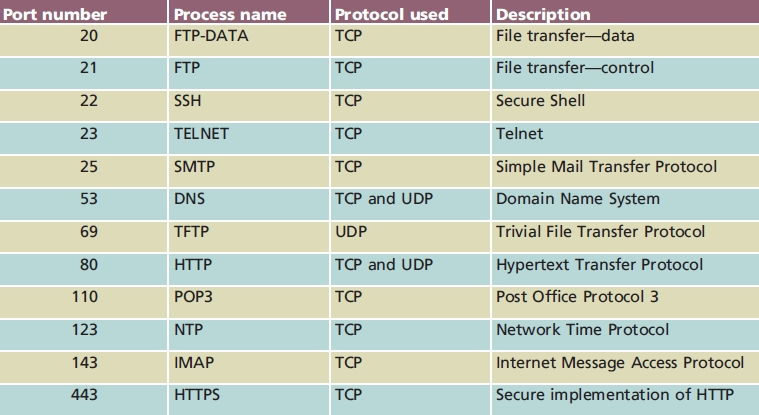 Port number Process name Protocol used Description
20 FTP-DATA TCP File transfer—data
21 FTP TCP File transfer—control
22 SSH TCP Secure Shell
23 TELNET TCP Telnet
25 SMTP TCP Simple Mail Transfer Protocol
53 DNS TCP and UDP Domain Name System
69 TFTP UDP Trivial File Transfer Protocol
80 HTTP TCP and UDP Hypertext Transfer Protocol
110 POP3 TCP Post Office Protocol 3
123 NTP TCP Network Time Protocol
143 IMAP TCP Internet Message Access Protocol
443 HTTPS TCP Secure implementation of HTTP